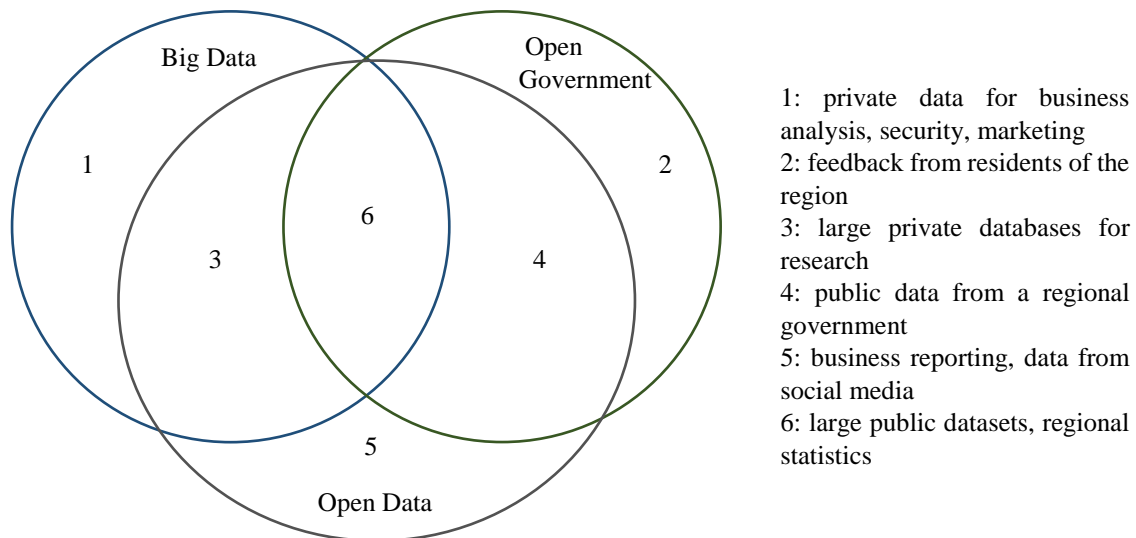 Big Data
Open
Government
1
2
6
3
4
5
Open Data
1: private data for business
analysis, security, marketing
2: feedback from residents of the
region
3: large private databases for
research
4: public data from a regional
government
5: business reporting, data from
social media
6: large public datasets, regional
statistics